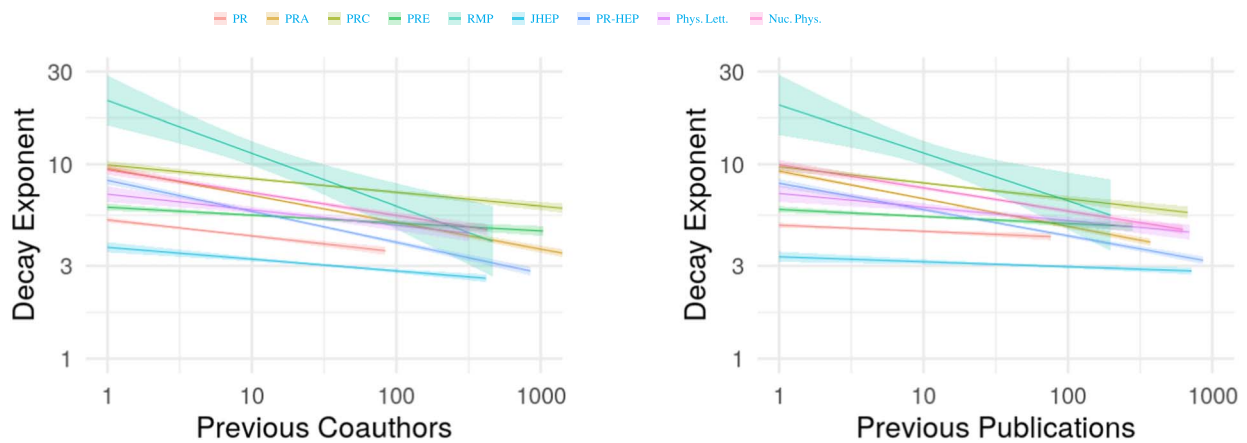 PR PRA PRC PRE RMP JHEP PR-HEP Phys. Lett. Nuc. Phys.
30
10
3
1
Decay Exponent
1 10 100 1000
Previous Coauthors
30
10
3
1
Decay Exponent
1 10 100 1000
Previous Publications